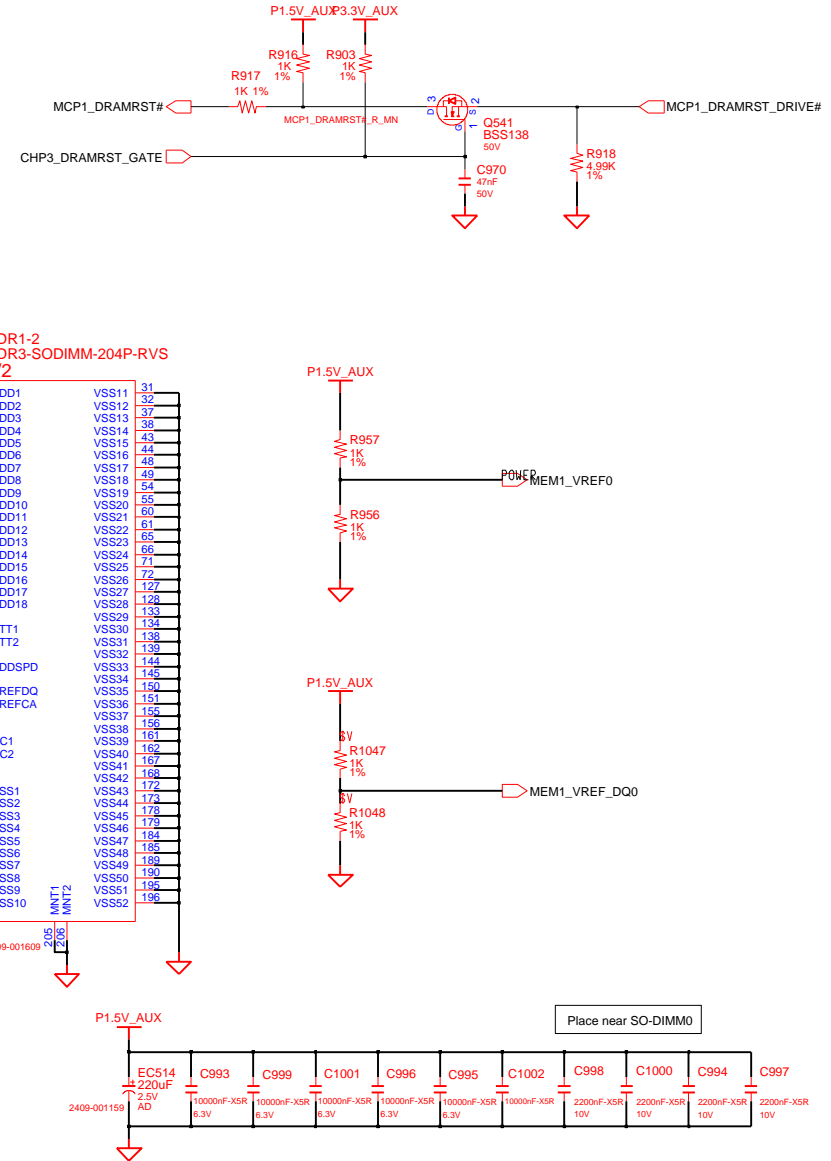 P1.5V_AUX
P3.3V_AUX
R916
1K
1%
R903
1K
1%
R917
1K 1%
MCP1_DRAMRST#
MCP1_DRAMRST#_R_MN
D 3
S 2
G 1
Q541
BSS138
50V
MCP1_DRAMRST_DRIVE#
CHP3_DRAMRST_GATE
C970
47nF
50V
R918
4.99K
1%
DR1-2
DR3-SODIMM-204P-RVS
/2
DD1 VSS11 31
DD2 VSS12 32
DD3 VSS13 37
DD4 VSS14 38
DD5 VSS15 43
DD6 VSS16 44
DD7 VSS17 48
DD8 VSS18 49
DD9 VSS19 54
DD10 VSS20 55
DD11 VSS21 60
DD12 VSS22 61
DD13 VSS23 65
DD14 VSS24 66
DD15 VSS25 71
DD16 VSS26 72
DD17 VSS27 127
DD18 VSS28 128
VSS29 133
TT1 VSS30 134
TT2 VSS31 138
VSS32 139
DDSPD VSS33 144
VSS34 145
REFDQ VSS35 150
REFCA VSS36 151
VSS37 155
VSS38 156
C1 VSS39 161
C2 VSS40 162
VSS41 167
VSS42 168
SS1 VSS43 172
SS2 VSS44 173
SS3 VSS45 178
SS4 VSS46 179
SS5 VSS47 184
SS6 VSS48 185
SS7 VSS49 189
SS8 VSS50 190
SS9 VSS51 195
SS10 VSS52 196
MNT1
MNT2
205
206
09-001609
P1.5V_AUX
R957
1K
1%
POWER
MEM1_VREF0
R956
1K
1%
P1.5V_AUX
R1047
1K
1%
MEM1_VREF_DQ0
R1048
1K
1%
Place near SO-DIMM0
P1.5V_AUX
EC514
220uF
2.5V
AD
2409-001159
C993
10000nF-X5R
6.3V
C999
10000nF-X5R
6.3V
C1001
10000nF-X5R
6.3V
C996
10000nF-X5R
6.3V
C995
10000nF-X5R
6.3V
C1002
10000nF-X5R
C998
2200nF-X5R
10V
C1000
2200nF-X5R
10V
C994
2200nF-X5R
10V
C997
2200nF-X5R
10V